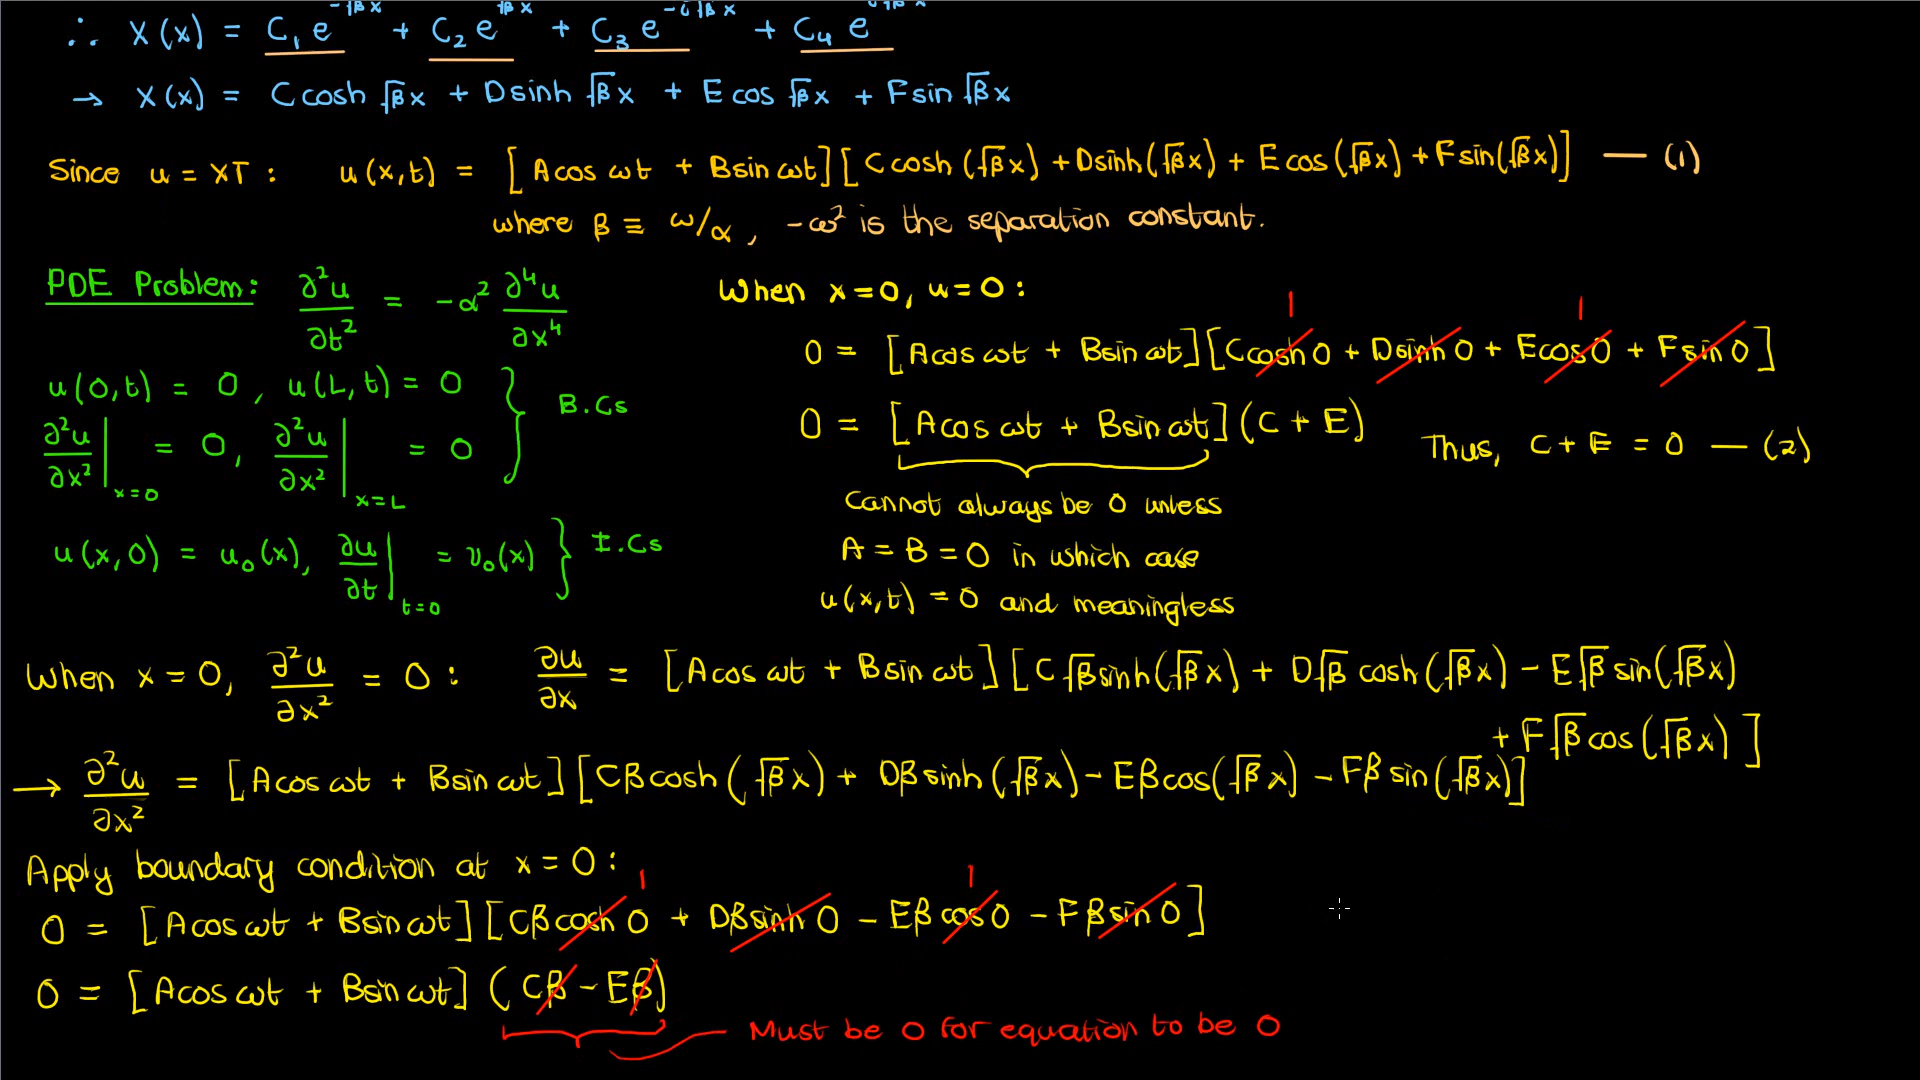 ∴ X(x) = C₁e^(-√β x) + C₂e^(√β x) + C₃e^(-i√β x) + C₄e^(i√β x)
→ X(x) = C cosh √β x + D sinh √β x + E cos √β x + F sin √β x
Since u = XT : u(x,t) = [A cos ωt + B sin ωt][C cosh (√β x) + D sinh(√β x) + E cos(√β x) + F sin(√β x)] — (1)
where β ≡ ω/α, -ω² is the separation constant.
PDE Problem: ∂²u/∂t² = -α² ∂⁴u/∂x⁴
u(0,t) = 0, u(L,t) = 0
∂²u/∂x²|x=0 = 0, ∂²u/∂x²|x=L = 0 } B.Cs
u(x,0) = u₀(x), ∂u/∂t|t=0 = v₀(x) } I.Cs
When x=0, u=0 :
1 1
0 = [A cos ωt + B sin ωt][C cosh 0 + D sinh 0 + E cos 0 + F sin 0]
0 = [A cos ωt + B sin ωt](C + E)
Thus, C + E = 0 — (2)
Cannot always be 0 unless
A = B = 0 in which case
u(x,t) = 0 and meaningless
When x = 0, ∂²u/∂x² = 0 : ∂u/∂x = [A cos ωt + B sin ωt][C√β sinh(√β x) + D√β cosh(√β x) - E√β sin(√β x)
+ F√β cos(√β x)]
→ ∂²u/∂x² = [A cos ωt + B sin ωt][Cβ cosh(√β x) + Dβ sinh(√β x) - Eβ cos(√β x) - Fβ sin(√β x)]
Apply boundary condition at x = 0 :
1 1
0 = [A cos ωt + B sin ωt][Cβ cosh 0 + Dβ sinh 0 - Eβ cos 0 - Fβ sin 0]
0 = [A cos ωt + B sin ωt](Cβ - Eβ)
Must be 0 for equation to be 0